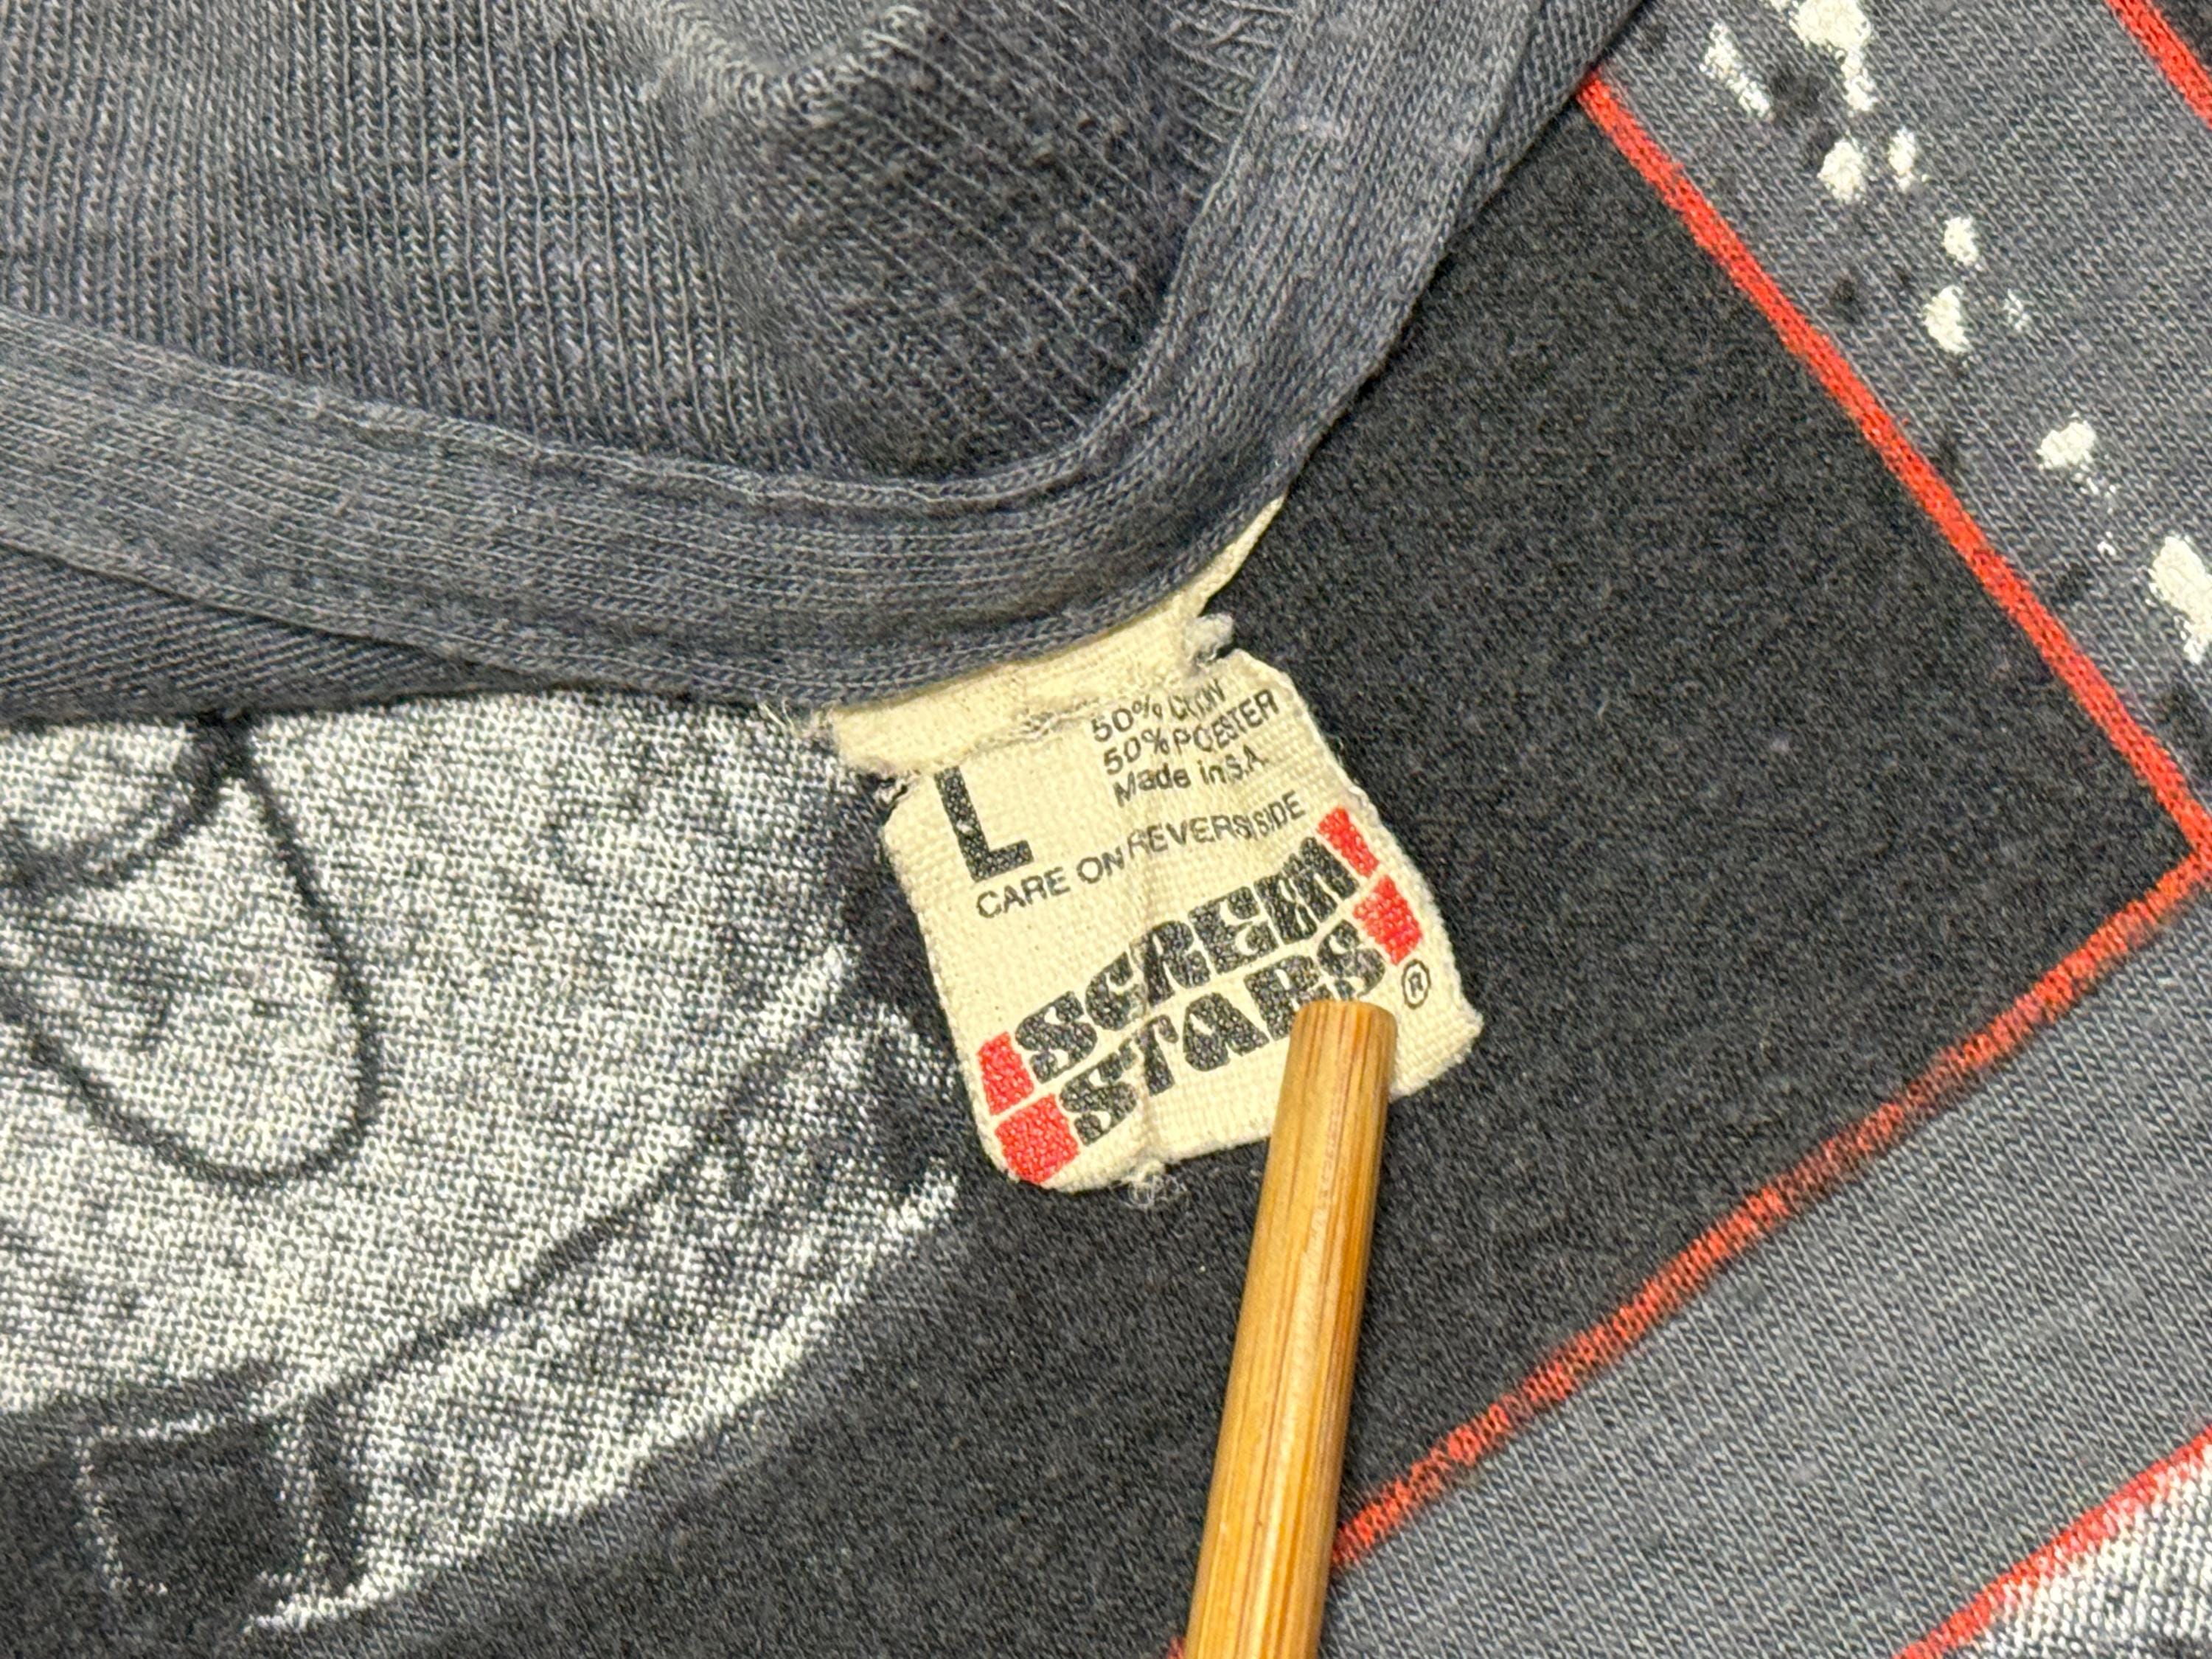 50% COTTON
50% POLYESTER
Made in U.S.A.
L
CARE ON REVERSE SIDE
SCREEN
STARS
®